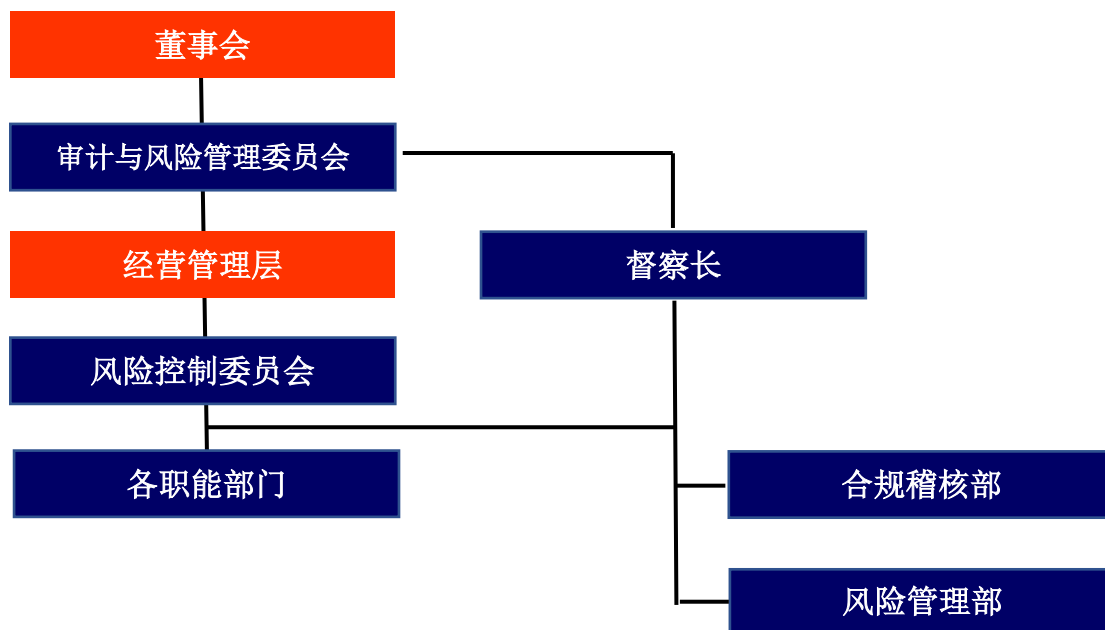 董事会
审计与风险管理委员会
经营管理层
督察长
风险控制委员会
各职能部门
合规稽核部
风险管理部